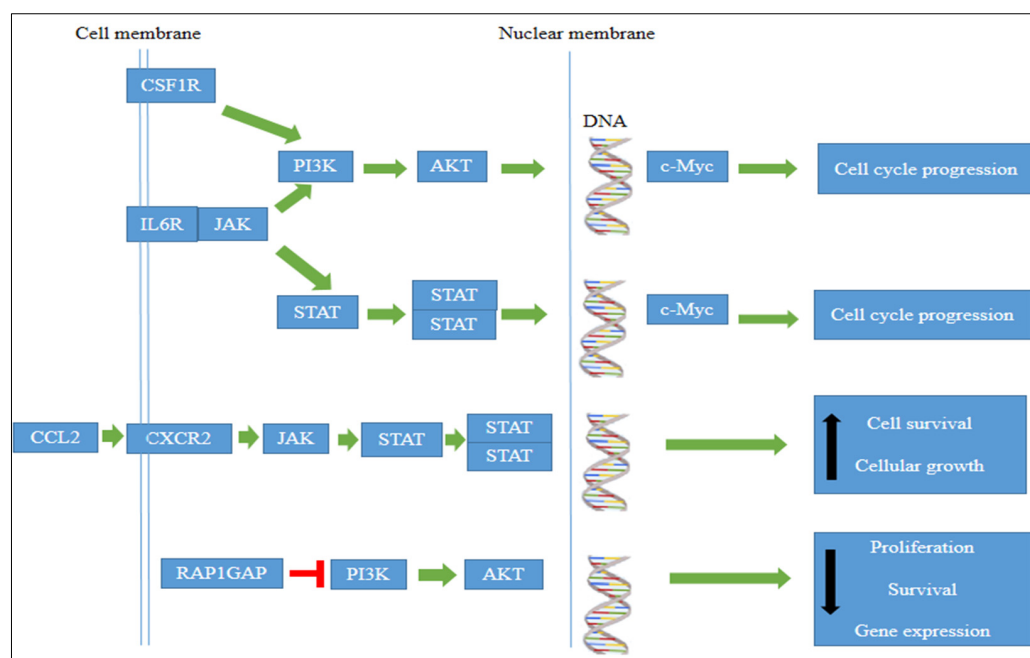 Cell membrane
Nuclear membrane
CSF1R
DNA
PI3K
AKT
c-Myc
Cell cycle progression
IL6R
JAK
STAT
STAT
STAT
c-Myc
Cell cycle progression
CCL2
CXCR2
JAK
STAT
STAT
STAT
Cell survival
Cellular growth
RAP1GAP
PI3K
AKT
Proliferation
Survival
Gene expression